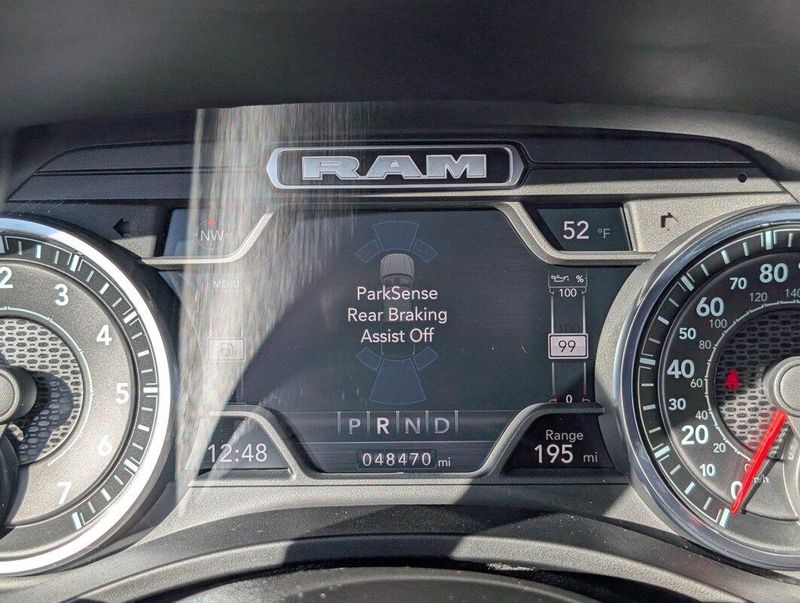 RAM
NW
52 °F
MENU
ParkSense
Rear Braking
Assist Off
%
100
99
0
P R N D
12:48
048470 mi
Range
195 mi
2
3
4
5
6
7
0
10
20
30
40
50
60
80
40
60
80
100
120
140